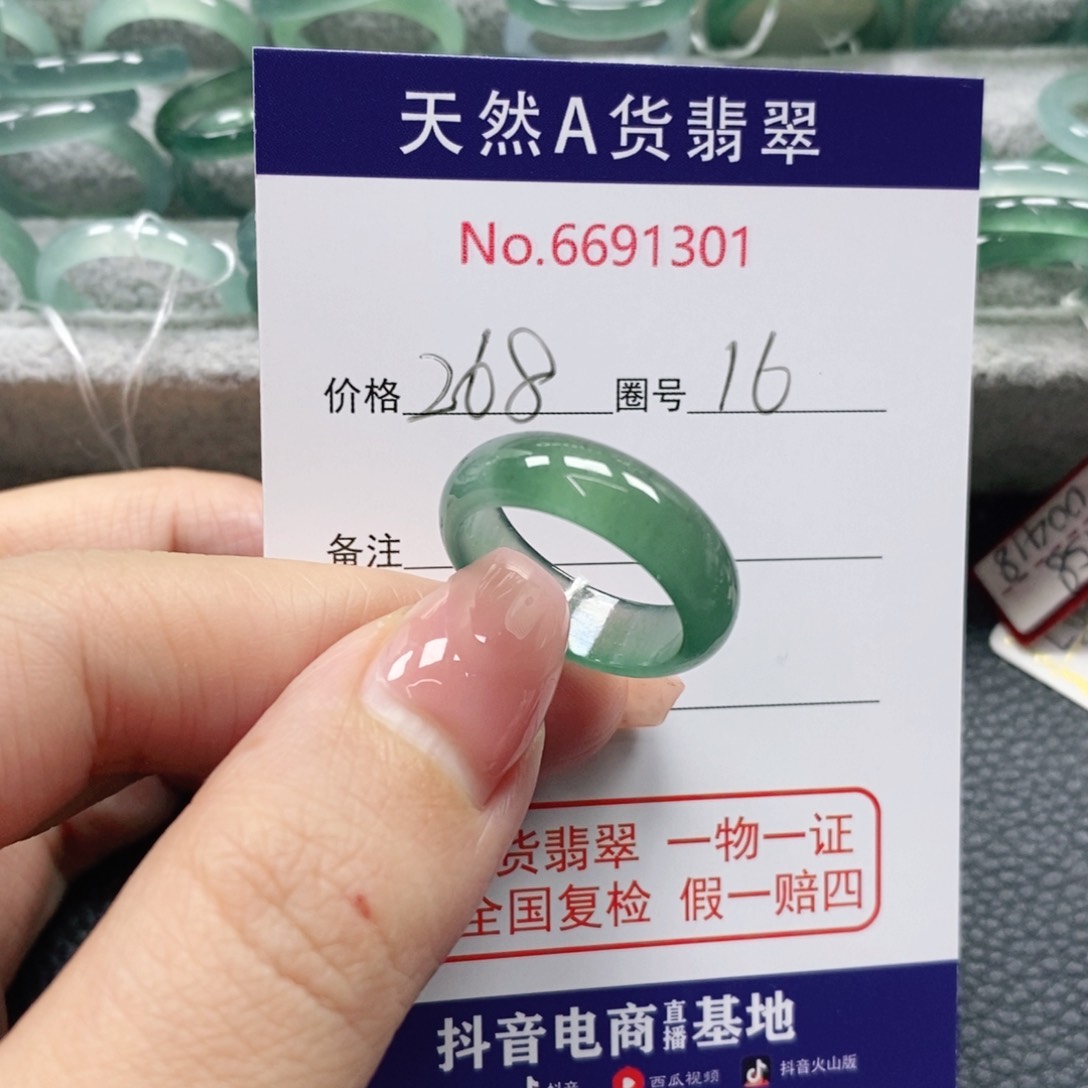 天然A货翡翠
No.6691301
价格 268 圈号 16
备注
货翡翠 一物一证
全国复检 假一赔四
抖音电商直播基地
抖音 西瓜视频 抖音火山版